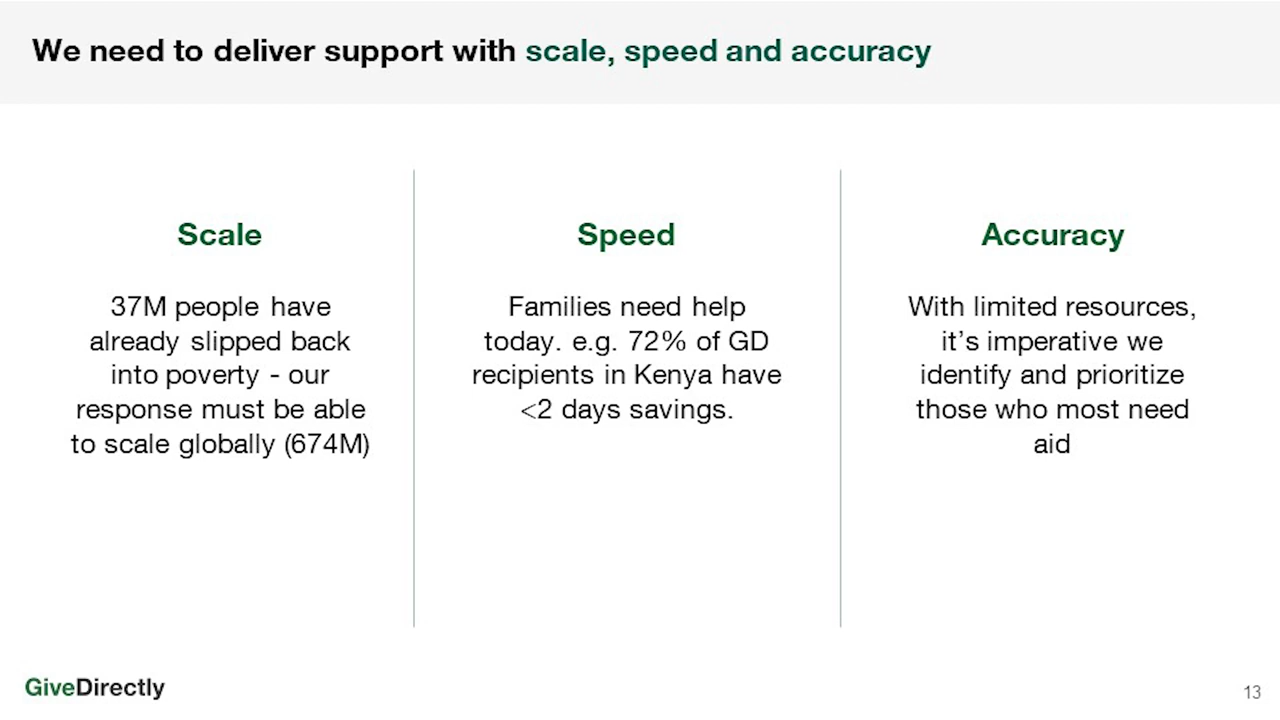 We need to deliver support with scale, speed and accuracy
Scale
37M people have
already slipped back
into poverty - our
response must be able
to scale globally (674M)
Speed
Families need help
today. e.g. 72% of GD
recipients in Kenya have
<2 days savings.
Accuracy
With limited resources,
it’s imperative we
identify and prioritize
those who most need
aid
GiveDirectly
13